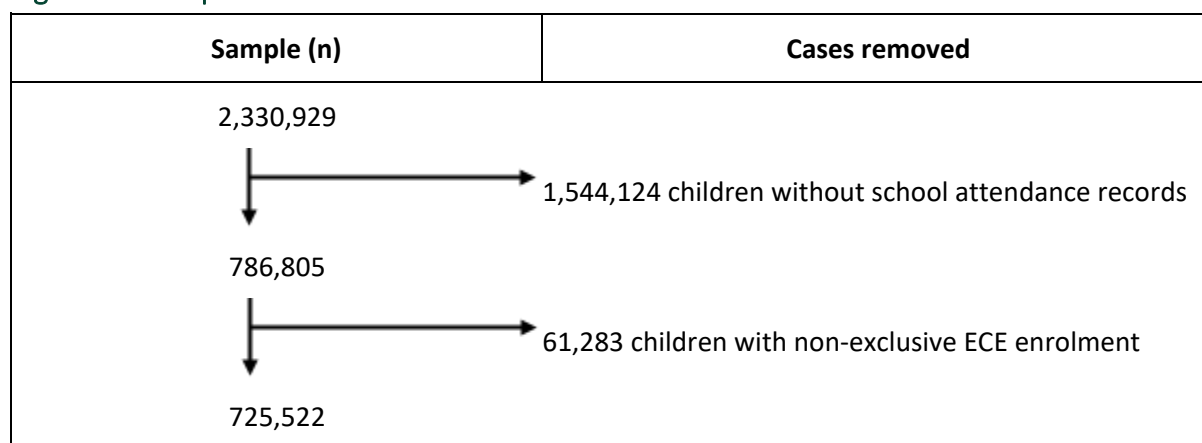 Sample (n) Cases removed
2,330,929
1,544,124 children without school attendance records
786,805
61,283 children with non-exclusive ECE enrolment
725,522